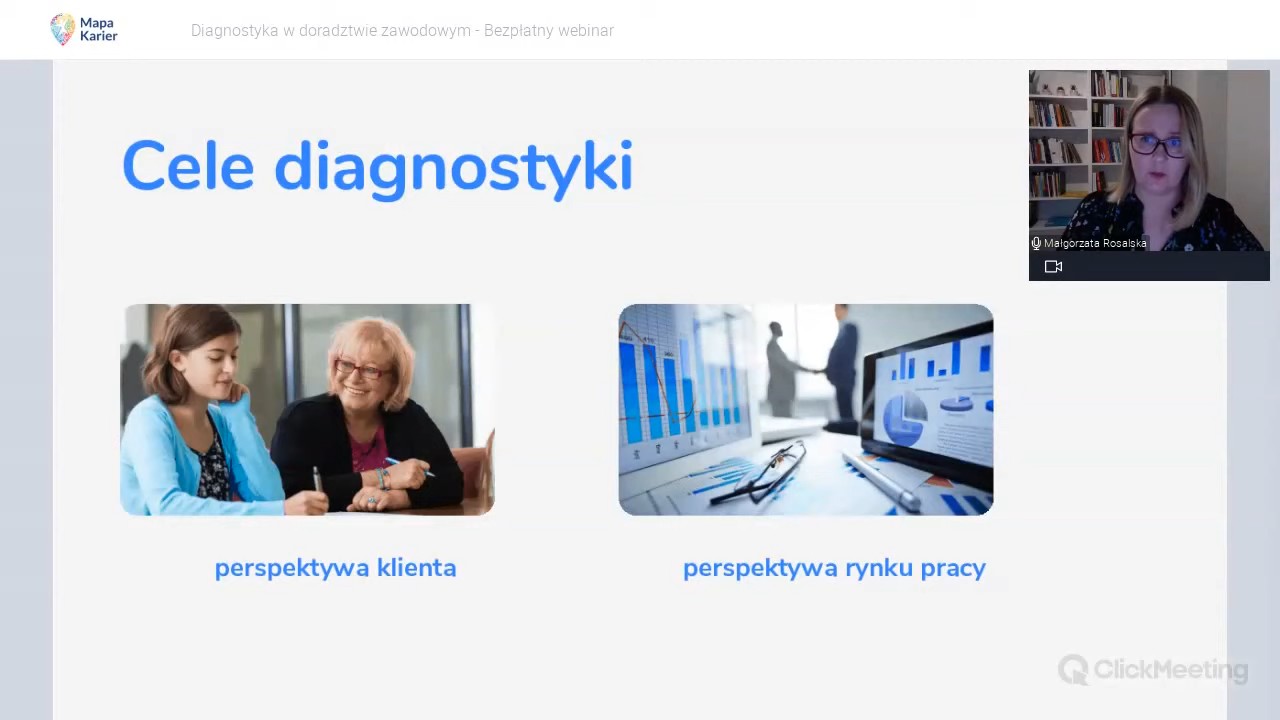 Mapa
Karier
Diagnostyka w doradztwie zawodowym - Bezpłatny webinar
Cele diagnostyki
Małgorzata Rosalska
perspektywa klienta
perspektywa rynku pracy
ClickMeeting